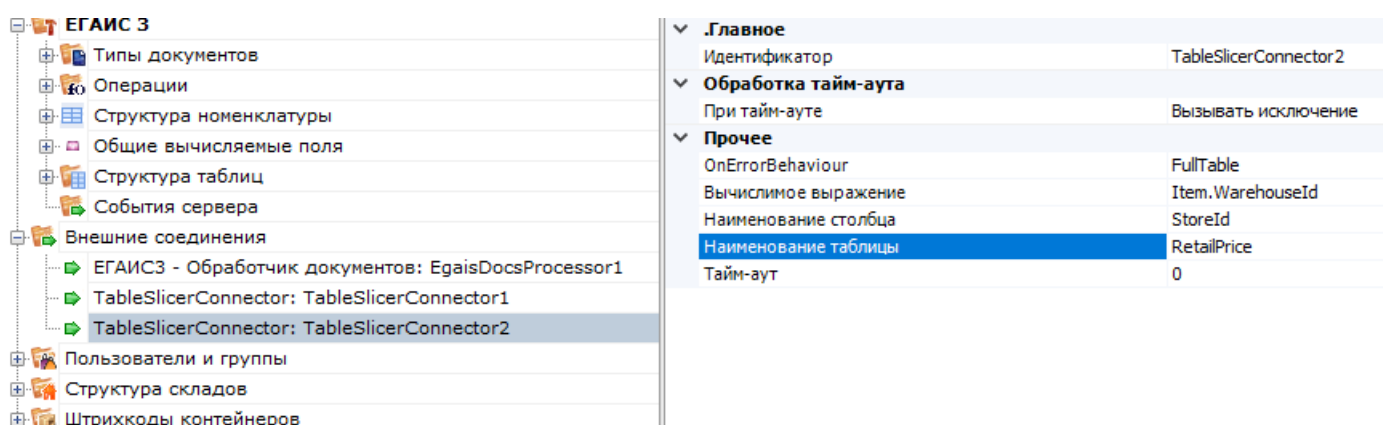 ЕГАИС 3
Типы документов
Операции
Структура номенклатуры
Общие вычисляемые поля
Структура таблиц
События сервера
Внешние соединения
ЕГАИС3 - Обработчик документов: EgaisDocsProcessor1
TableSlicerConnector: TableSlicerConnector1
TableSlicerConnector: TableSlicerConnector2
Пользователи и группы
Структура складов
Штрихкоды контейнеров
.Главное
Идентификатор TableSlicerConnector2
Обработка тайм-аута
При тайм-ауте Вызывать исключение
Прочее
OnErrorBehaviour FullTable
Вычислимое выражение Item.WarehouseId
Наименование столбца StoreId
Наименование таблицы RetailPrice
Тайм-аут 0